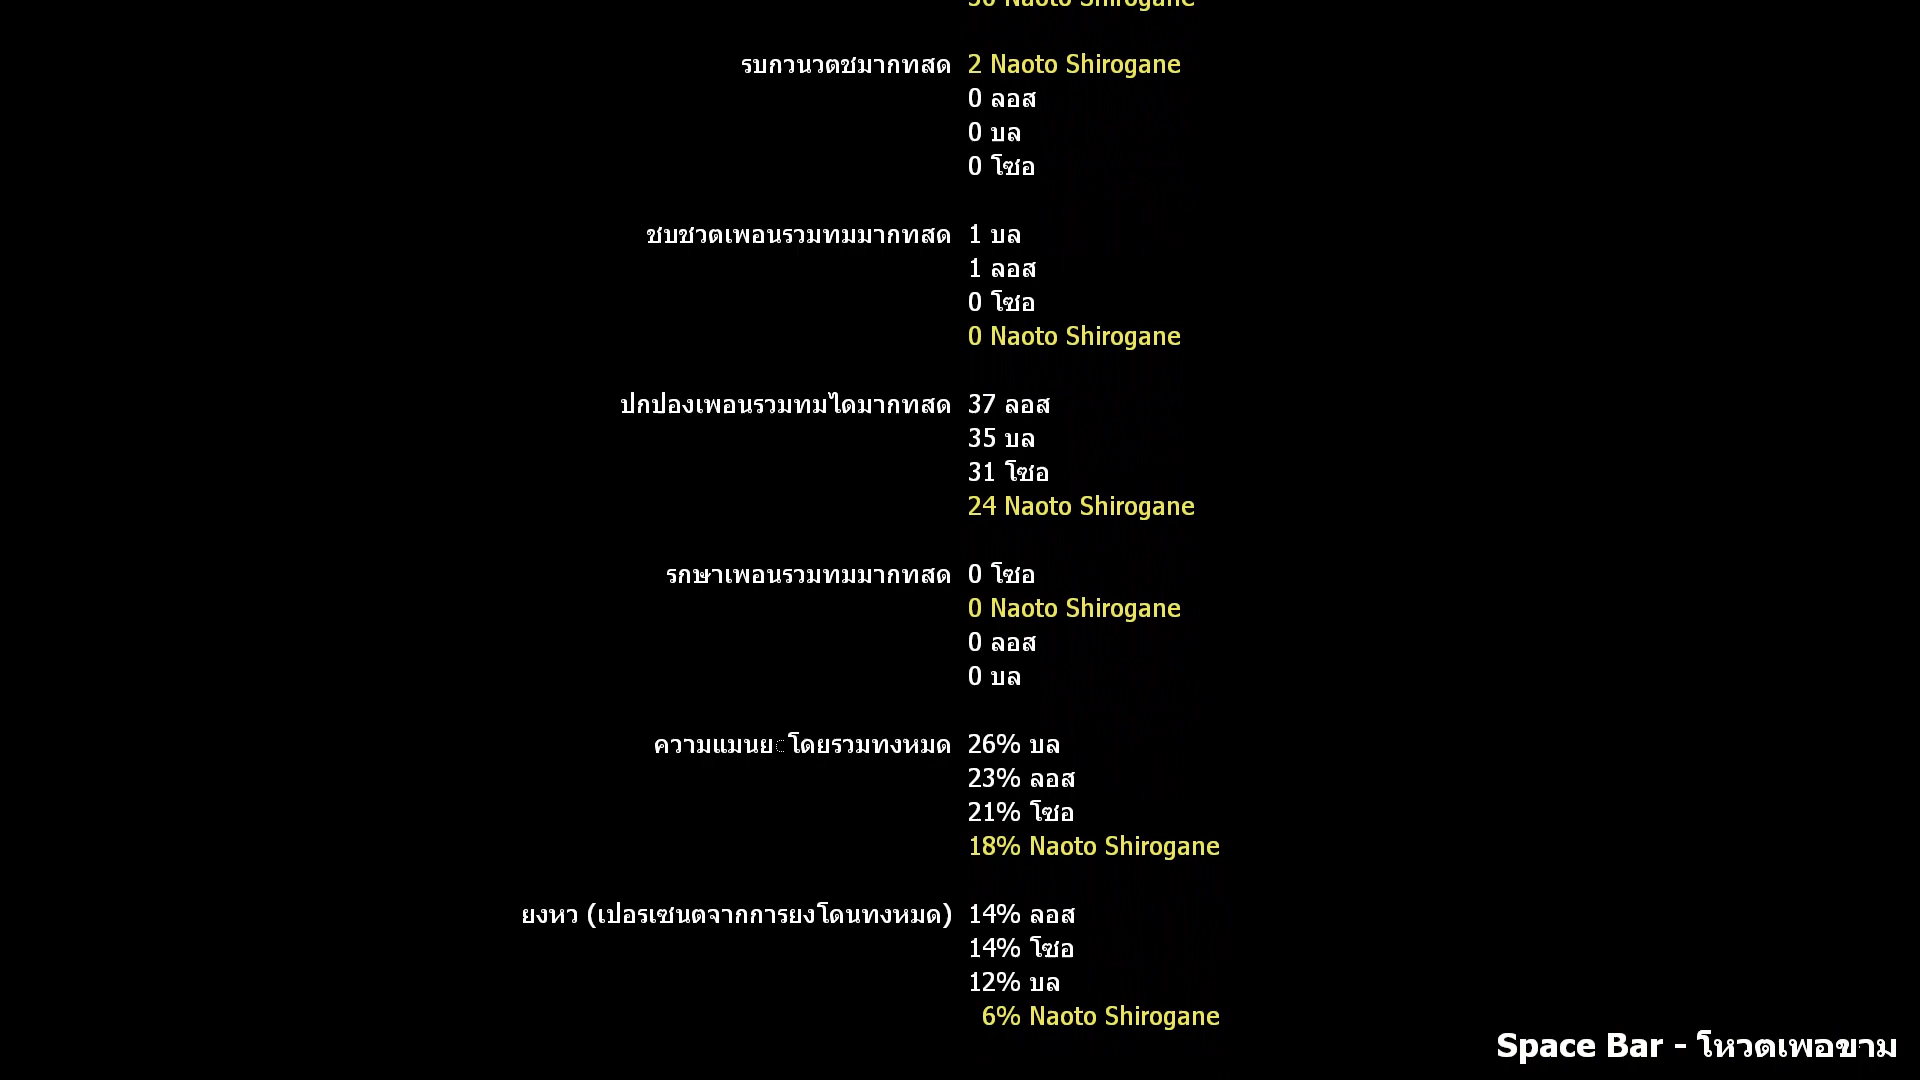 30 Naoto Shirogane
รบกวนวตชมากทสด 2 Naoto Shirogane
0 ลอส
0 บล
0 โซอ
ชบชวตเพอนรวมทมมากทสด 1 บล
1 ลอส
0 โซอ
0 Naoto Shirogane
ปกปองเพอนรวมทมไดมากทสด 37 ลอส
35 บล
31 โซอ
24 Naoto Shirogane
รกษาเพอนรวมทมมากทสด 0 โซอ
0 Naoto Shirogane
0 ลอส
0 บล
ความแมนย◌โดยรวมทงหมด 26% บล
23% ลอส
21% โซอ
18% Naoto Shirogane
ยงหว (เปอรเซนตจากการยงโดนทงหมด) 14% ลอส
14% โซอ
12% บล
6% Naoto Shirogane
Space Bar - โหวตเพอขาม